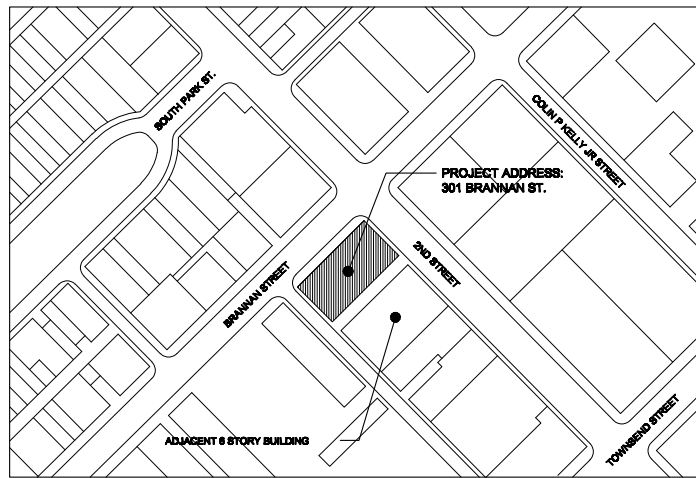 SOUTH PARK ST.
COLIN P KELLY JR STREET
PROJECT ADDRESS:
301 BRANNAN ST.
2ND STREET
BRANNAN STREET
ADJACENT 6 STORY BUILDING
TOWNSEND STREET